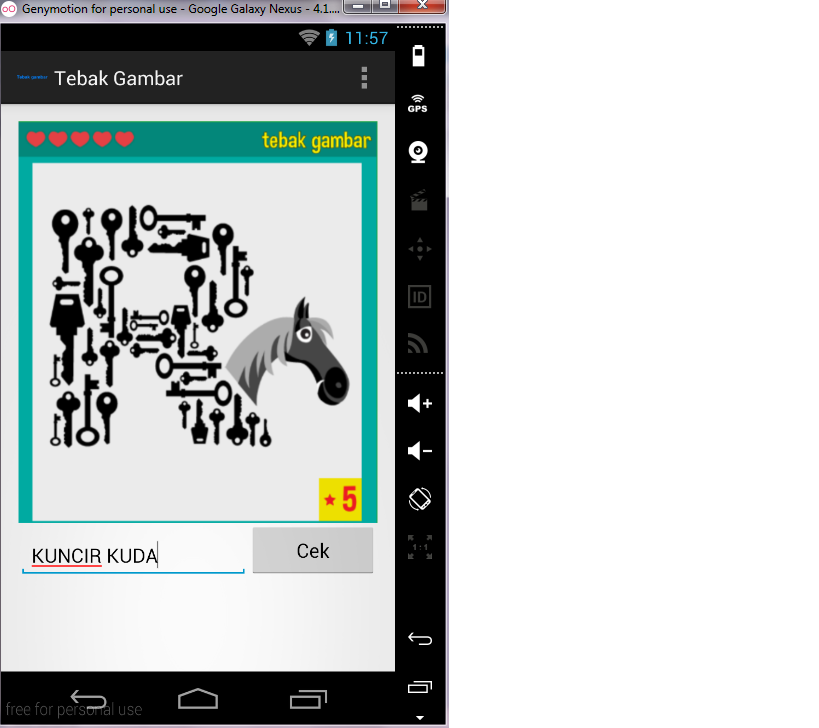 Genymotion for personal use - Google Galaxy Nexus - 4.1....
11:57
Tebak gambar
Tebak Gambar
GPS
tebak gambar
R
ID
5
1:1
KUNCIR KUDA
Cek
free for personal use